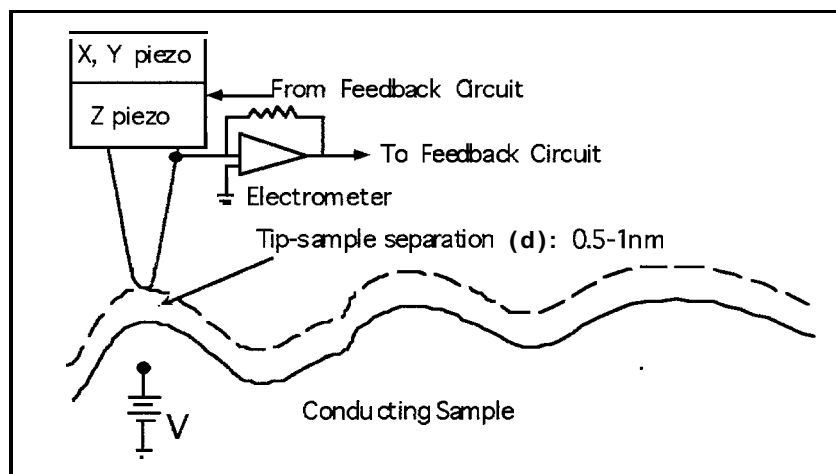 X, Y piezo
From Feedback Circuit
Z piezo
To Feedback Circuit
Electrometer
Tip-sample separation (d): 0.5-1nm
V
Conducting Sample